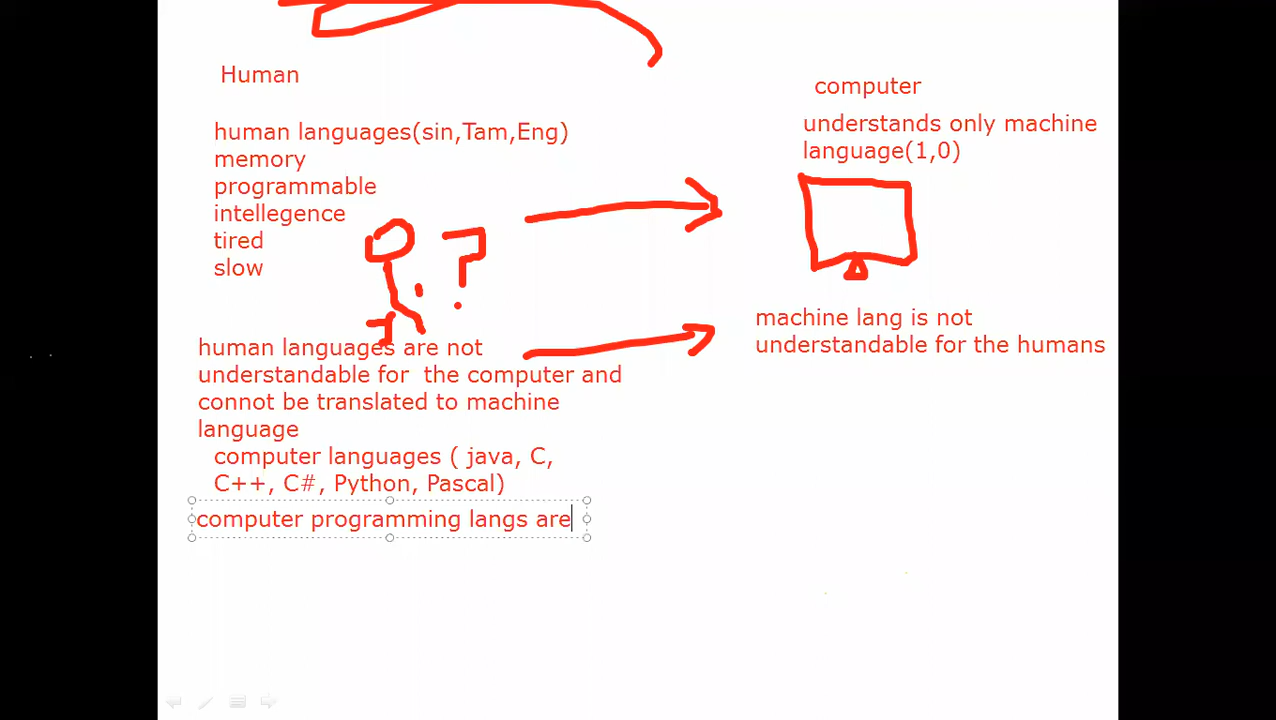 Human
human languages(sin,Tam,Eng)
memory
programmable
intellegence
tired
slow
computer
understands only machine
language(1,0)
human languages are not
understandable for  the computer and
connot be translated to machine
language
computer languages ( java, C,
C++, C#, Python, Pascal)
computer programming langs are
machine lang is not
understandable for the humans